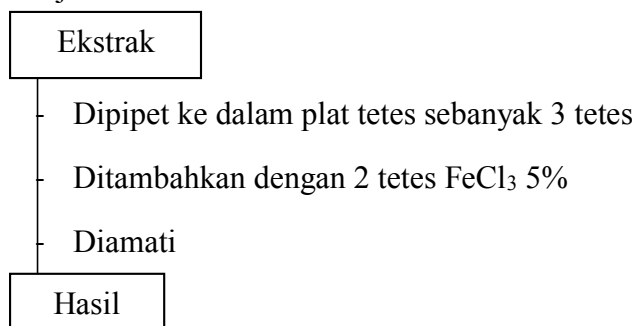 Ekstrak
- Dipipet ke dalam plat tetes sebanyak 3 tetes
- Ditambahkan dengan 2 tetes FeCl₃ 5%
- Diamati
Hasil